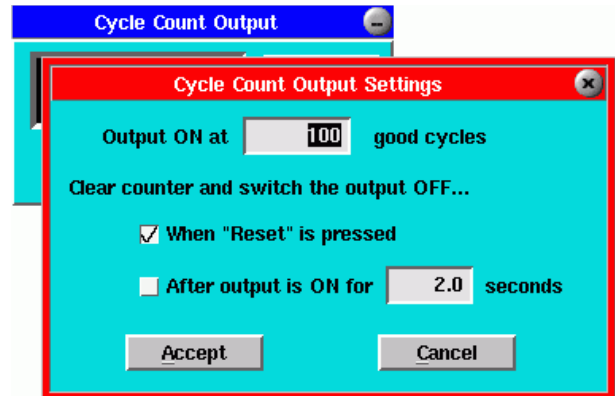 Cycle Count Output
Cycle Count Output Settings
Output ON at 100 good cycles
Clear counter and switch the output OFF...
When "Reset" is pressed
After output is ON for 2.0 seconds
Accept Cancel